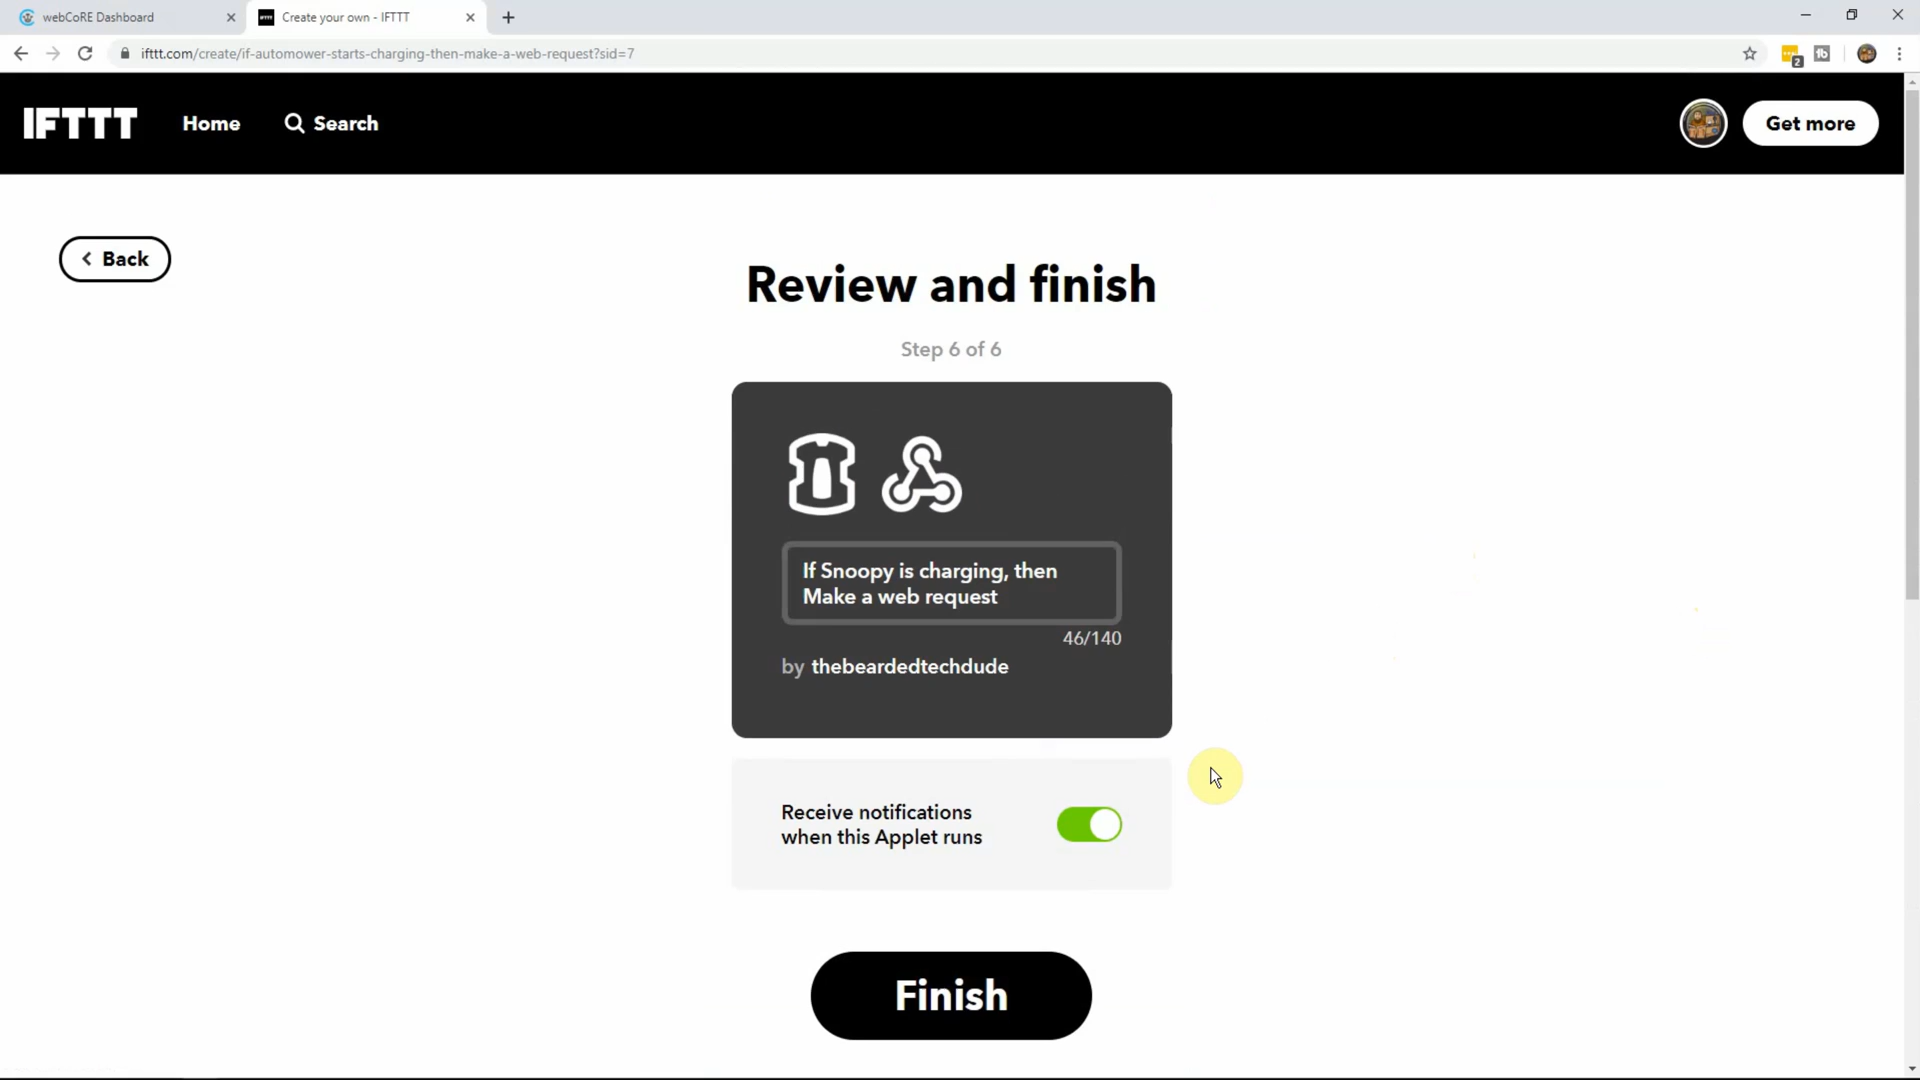 webCoRE Dashboard
Create your own - IFTTT
ifttt.com/create/if-automower-starts-charging-then-make-a-web-request?sid=7
2
IFTTT
Home
Search
Get more
Back
Review and finish
Step 6 of 6
If Snoopy is charging, then
Make a web request
46/140
by thebeardedtechdude
Receive notifications
when this Applet runs
Finish